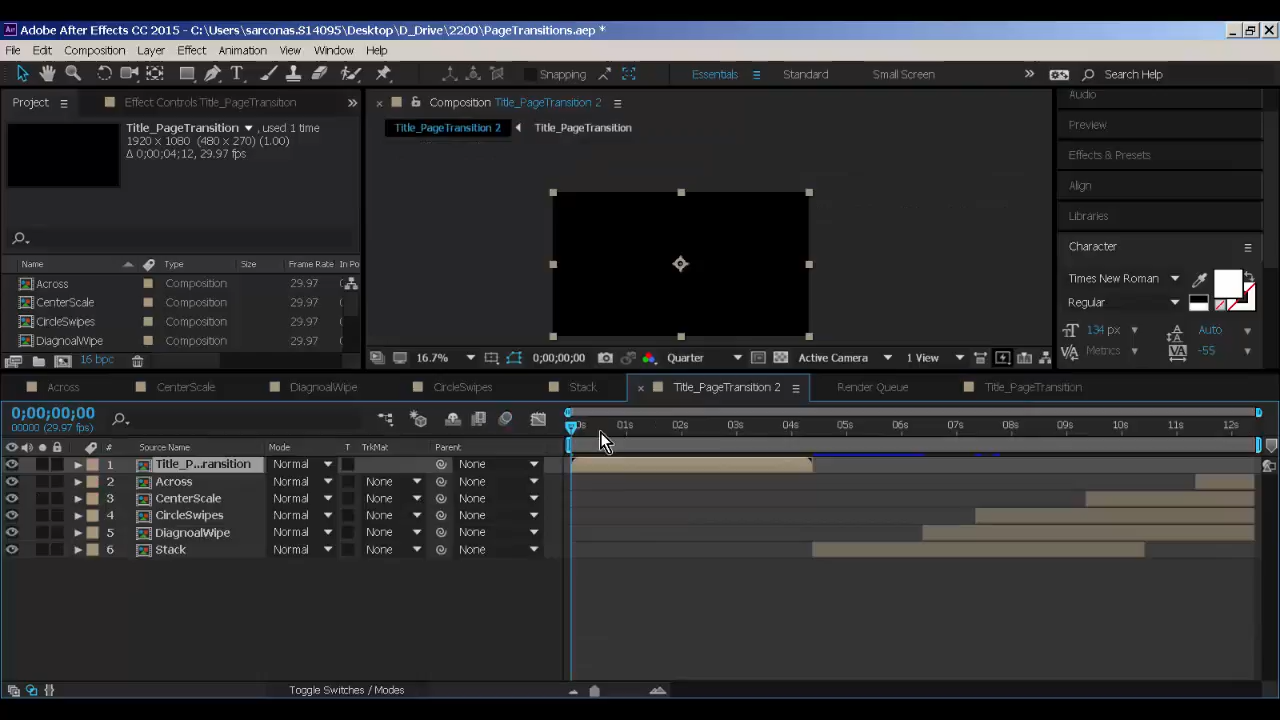 Adobe After Effects CC 2015 - C:\Users\sarconas.S14095\Desktop\D_Drive\2200\PageTransitions.aep *
File Edit Composition Layer Effect Animation View Window Help
Snapping Essentials Standard Small Screen Search Help
Project Effect Controls Title_PageTransition
Composition Title_PageTransition 2
Title_PageTransition , used 1 time
1920 x 1080 (480 x 270) (1.00)
Δ 0;00;04;12, 29.97 fps
Title_PageTransition 2 Title_PageTransition
Name Type Size Frame Rate In Po
Across Composition 29.97
CenterScale Composition 29.97
CircleSwipes Composition 29.97
DiagnoalWipe Composition 29.97
16 bpc
16.7% 0;00;00;00 Quarter Active Camera 1 View
Audio
Preview
Effects & Presets
Align
Libraries
Character
Times New Roman
Regular
134 px Auto
Metrics -55
Across CenterScale DiagnoalWipe CircleSwipes Stack Title_PageTransition 2 Render Queue Title_PageTransition
0;00;00;00
00000 (29.97 fps)
0s 01s 02s 03s 04s 05s 06s 07s 08s 09s 10s 11s 12s
# Source Name Mode T TrkMat Parent
1 Title_P...ransition Normal None
2 Across Normal None None
3 CenterScale Normal None None
4 CircleSwipes Normal None None
5 DiagnoalWipe Normal None None
6 Stack Normal None None
Toggle Switches / Modes